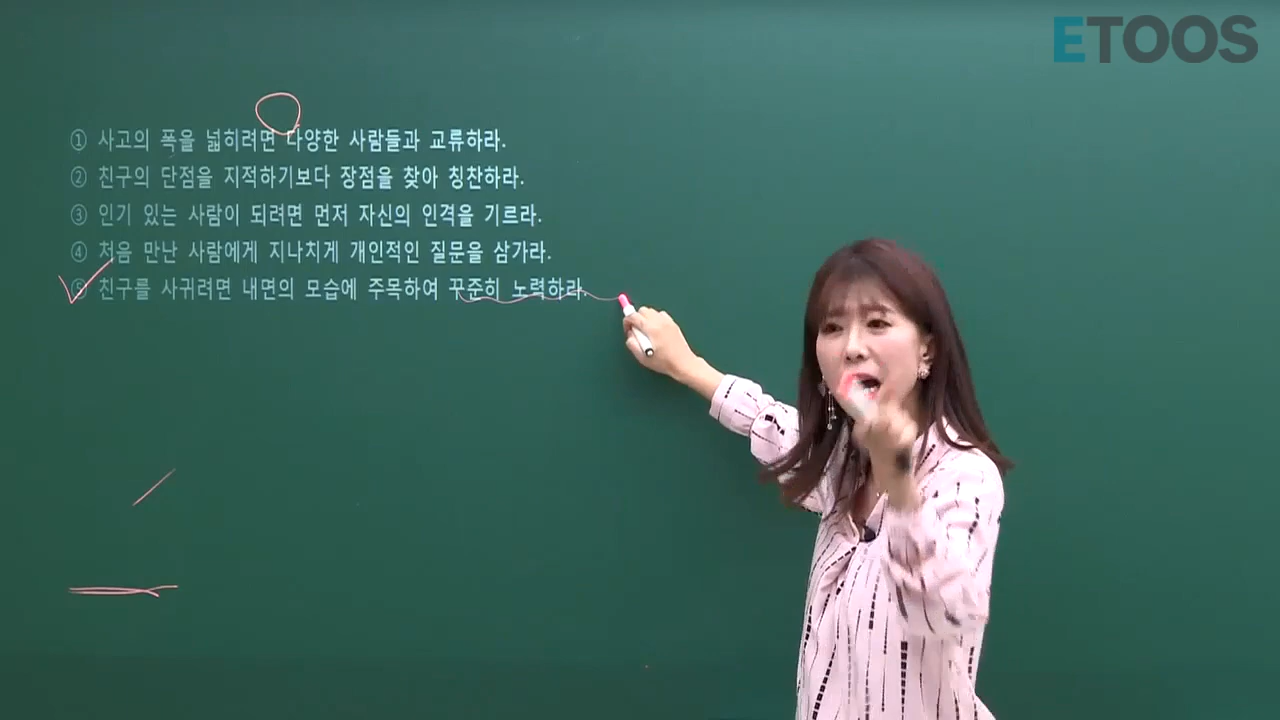 ETOOS
① 사고의 폭을 넓히려면 다양한 사람들과 교류하라.
② 친구의 단점을 지적하기보다 장점을 찾아 칭찬하라.
③ 인기 있는 사람이 되려면 먼저 자신의 인격을 기르라.
④ 처음 만난 사람에게 지나치게 개인적인 질문을 삼가라.
⑤ 친구를 사귀려면 내면의 모습에 주목하여 꾸준히 노력하라.